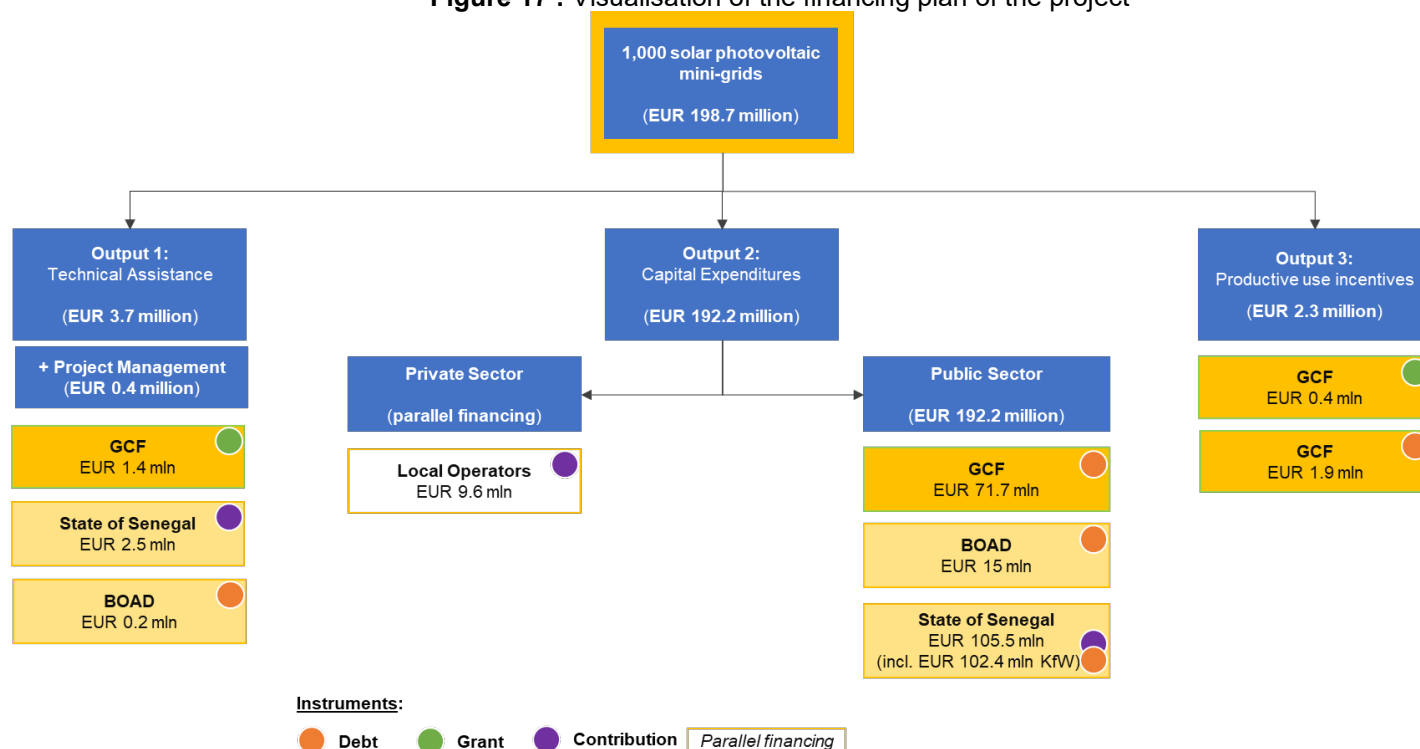 Figure 17 : Visualisation of the financing plan of the project
1,000 solar photovoltaic
mini-grids
(EUR 198.7 million)
Output 1:
Technical Assistance
(EUR 3.7 million)
+ Project Management
(EUR 0.4 million)
GCF
EUR 1.4 mln
State of Senegal
EUR 2.5 mln
BOAD
EUR 0.2 mln
Output 2:
Capital Expenditures
(EUR 192.2 million)
Private Sector
(parallel financing)
Local Operators
EUR 9.6 mln
Public Sector
(EUR 192.2 million)
GCF
EUR 71.7 mln
BOAD
EUR 15 mln
State of Senegal
EUR 105.5 mln
(incl. EUR 102.4 mln KfW)
Output 3:
Productive use incentives
(EUR 2.3 million)
GCF
EUR 0.4 mln
GCF
EUR 1.9 mln
Instruments:
Debt
Grant
Contribution
Parallel financing